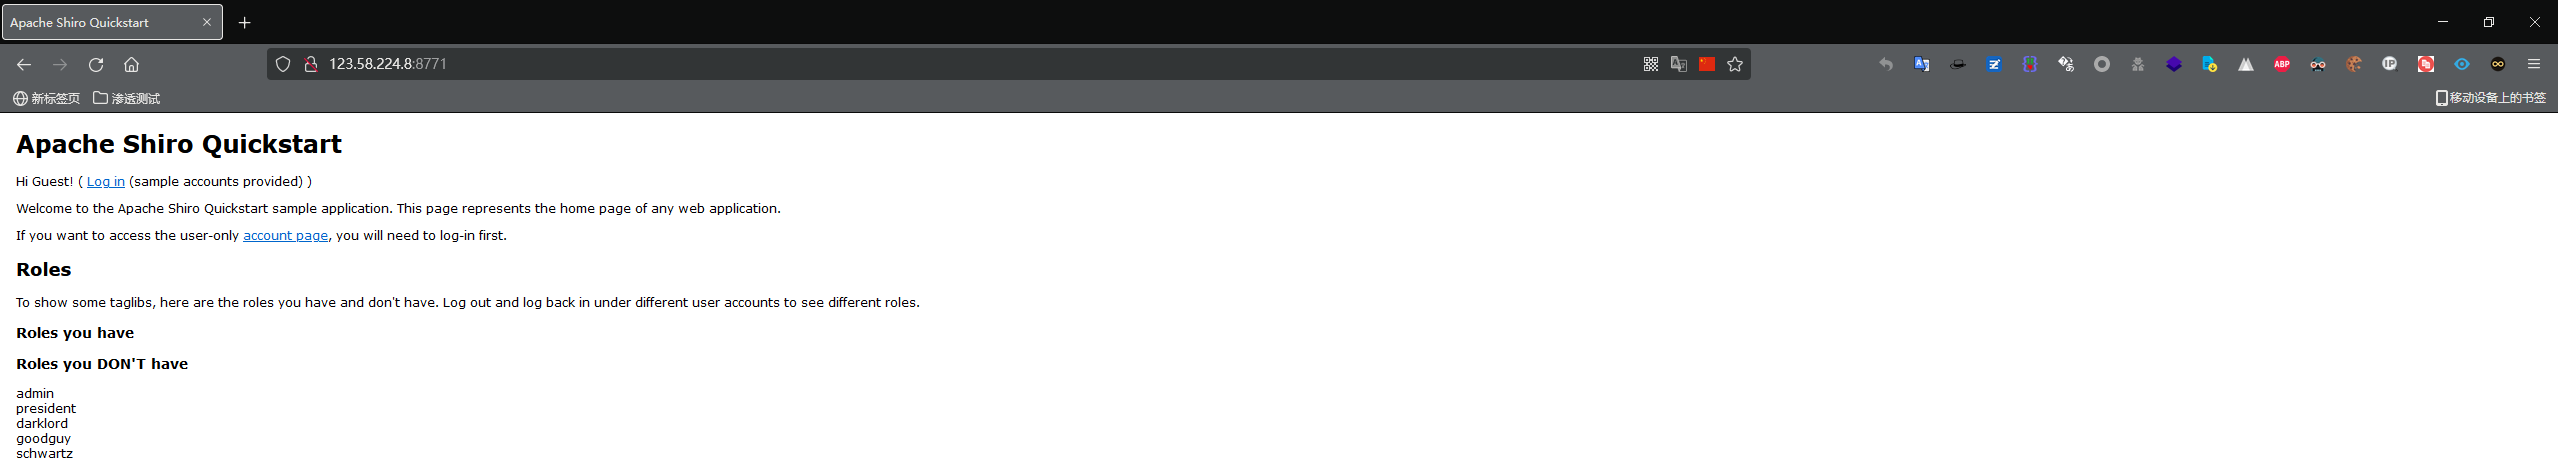 Apache Shiro Quickstart
123.58.224.8:8771
新标签页 渗透测试 移动设备上的书签
Apache Shiro Quickstart
Hi Guest! ( Log in (sample accounts provided) )
Welcome to the Apache Shiro Quickstart sample application. This page represents the home page of any web application.
If you want to access the user-only account page, you will need to log-in first.
Roles
To show some taglibs, here are the roles you have and don't have. Log out and log back in under different user accounts to see different roles.
Roles you have
Roles you DON'T have
admin
president
darklord
goodguy
schwartz